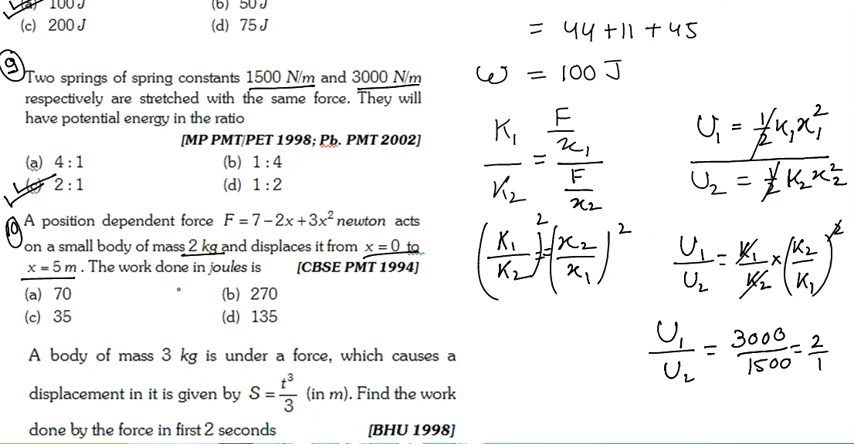 (a) 100 J (b) 50 J
(c) 200 J (d) 75 J
⑨ Two springs of spring constants 1500 N/m and 3000 N/m
respectively are stretched with the same force. They will
have potential energy in the ratio
[MP PMT/PET 1998; Pb. PMT 2002]
(a) 4 : 1 (b) 1 : 4
(c) 2 : 1 (d) 1 : 2
⑩ A position dependent force F = 7 − 2x + 3x² newton acts
on a small body of mass 2 kg and displaces it from x = 0 to
x = 5 m. The work done in joules is [CBSE PMT 1994]
(a) 70 (b) 270
(c) 35 (d) 135
A body of mass 3 kg is under a force, which causes a
displacement in it is given by S = t³/3 (in m). Find the work
done by the force in first 2 seconds [BHU 1998]
= 44 + 11 + 45
W = 100 J
K₁/K₂ = (F/x₁)/(F/x₂)
(K₁/K₂)² = (x₂/x₁)²
U₁ = ½ K₁x₁²
U₂ = ½ K₂x₂²
U₁/U₂ = K₁/K₂ × (K₂/K₁)²
U₁/U₂ = 3000/1500 = 2/1